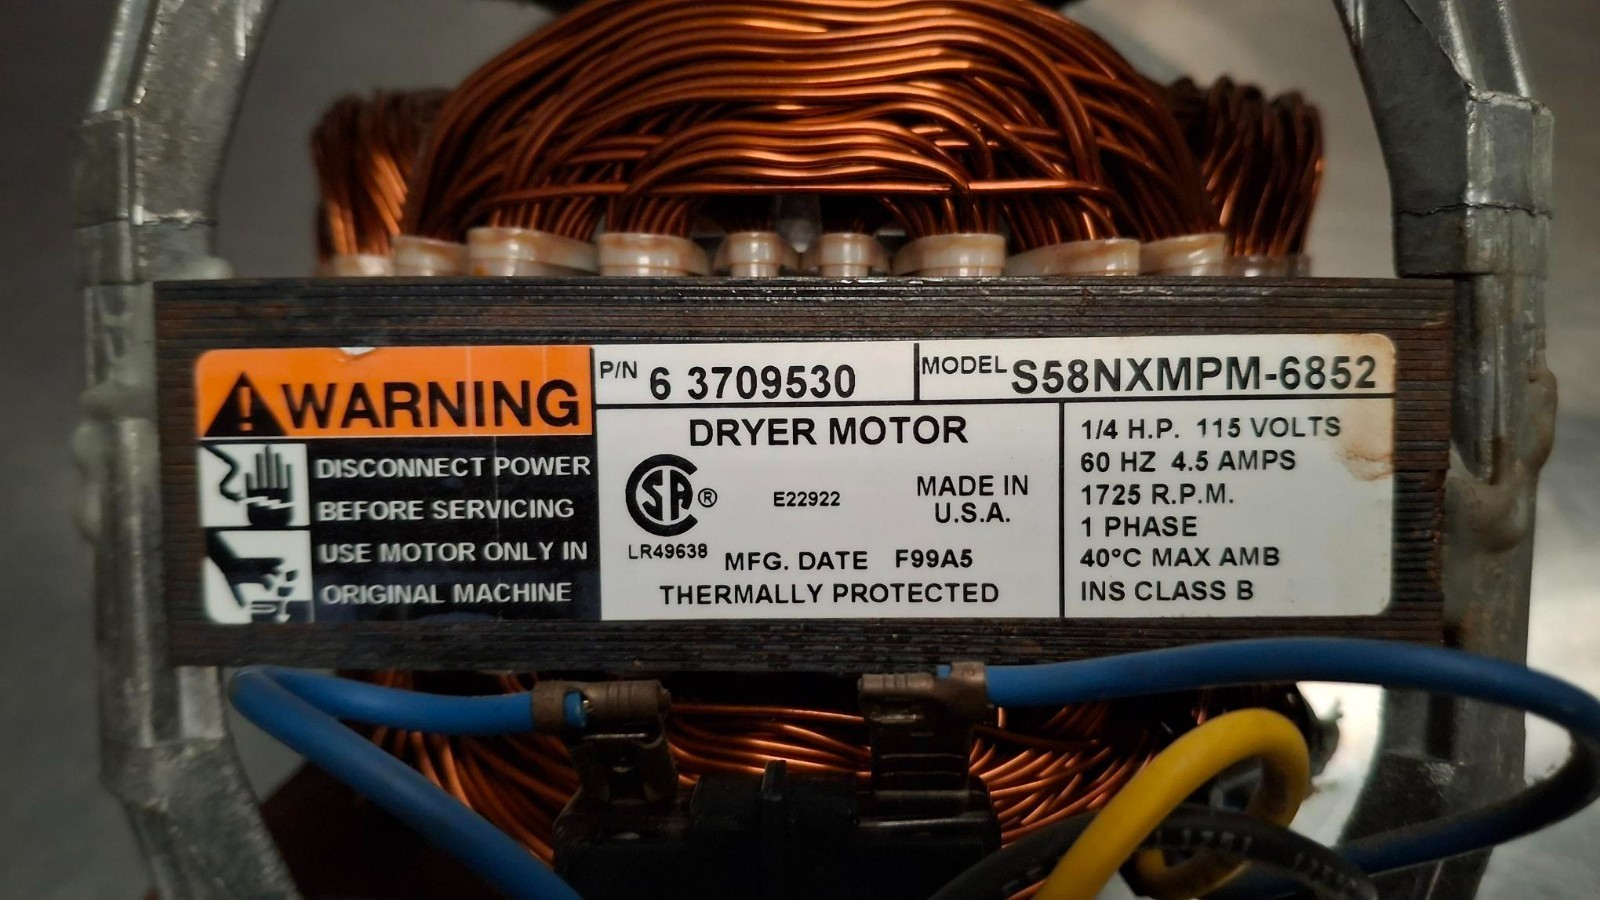 WARNING
DISCONNECT POWER
BEFORE SERVICING
USE MOTOR ONLY IN
ORIGINAL MACHINE
P/N 6 3709530
MODEL S58NXMPM-6852
DRYER MOTOR
SA ®
E22922
MADE IN
U.S.A.
LR49638
MFG. DATE F99A5
THERMALLY PROTECTED
1/4 H.P. 115 VOLTS
60 HZ 4.5 AMPS
1725 R.P.M.
1 PHASE
40°C MAX AMB
INS CLASS B